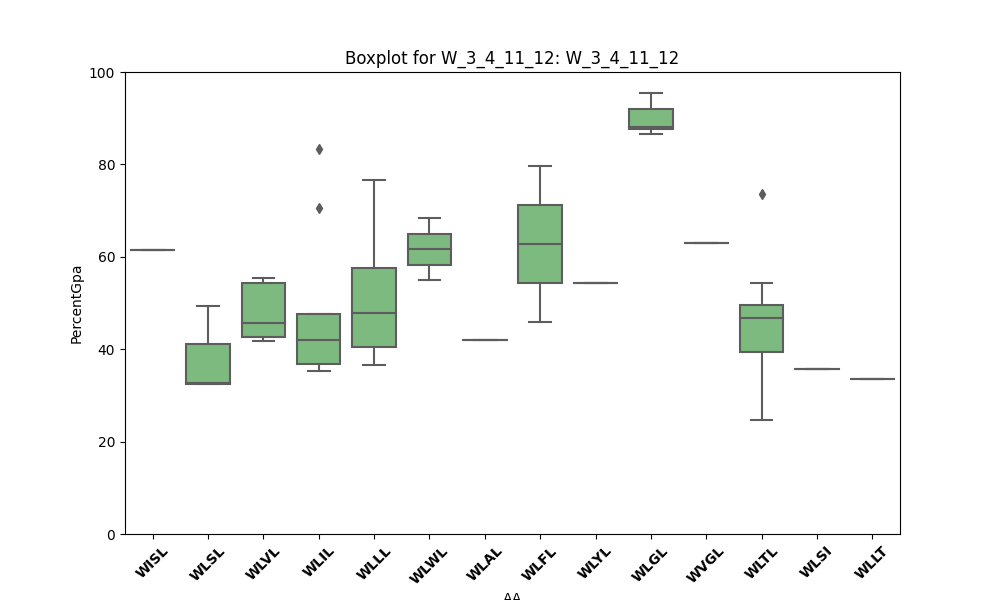 Boxplot for W_3_4_11_12: W_3_4_11_12
100
80
60
40
20
0
PercentGpa
WISL
WLSL
WLVL
WLIL
WLLL
WLWL
WLAL
WLFL
WLYL
WLGL
WVGL
WLTL
WLSI
WLLT
AA